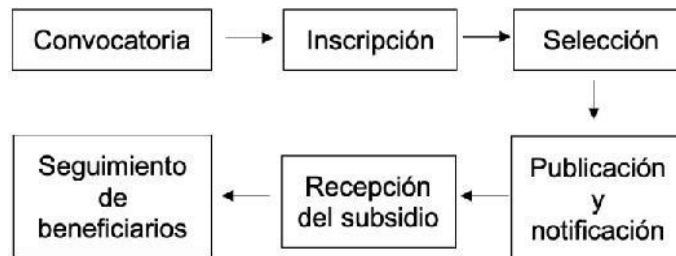 Convocatoria
Inscripción
Selección
Publicación
y
notificación
Recepción
del subsidio
Seguimiento
de
beneficiarios